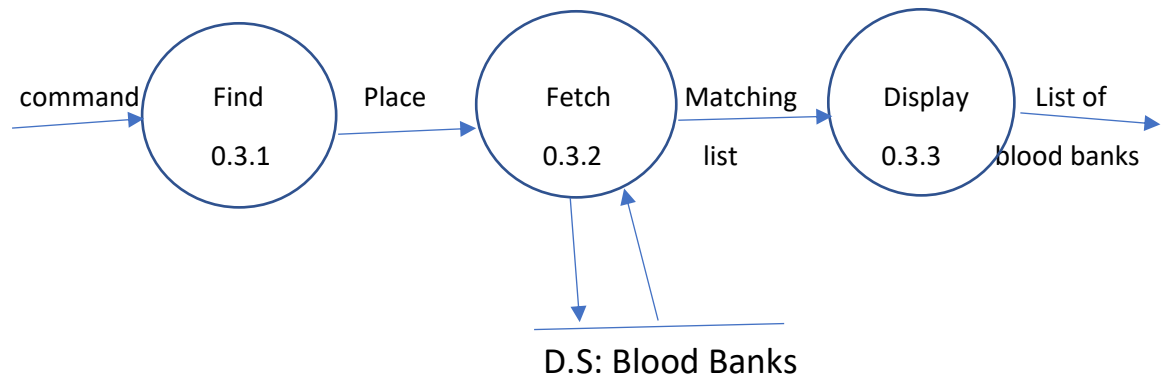 command
Find
0.3.1
Place
Fetch
0.3.2
Matching
list
Display
0.3.3
List of
blood banks
D.S: Blood Banks